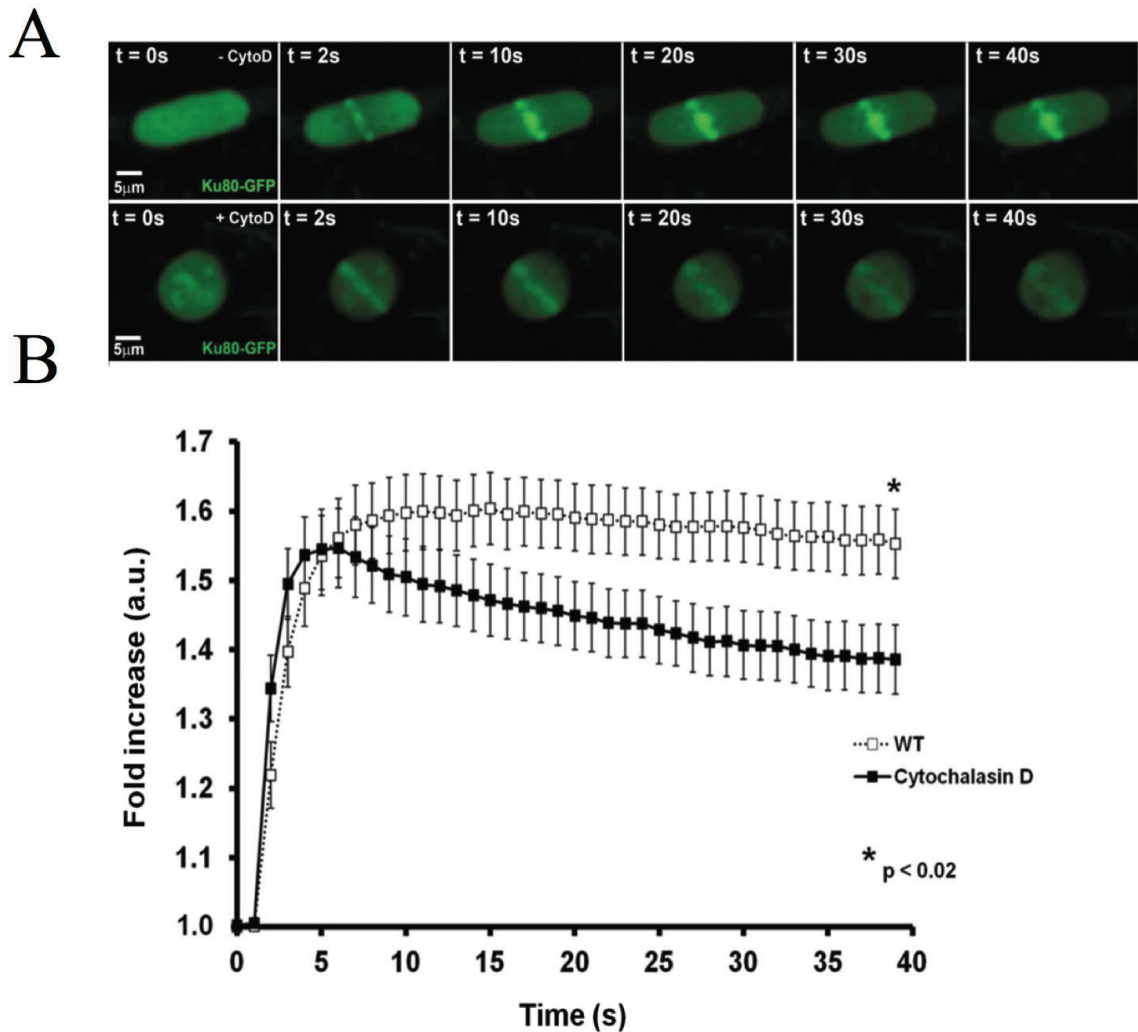 A
t = 0s - CytoD t = 2s t = 10s t = 20s t = 30s t = 40s
5µm Ku80-GFP
t = 0s + CytoD t = 2s t = 10s t = 20s t = 30s t = 40s
5µm Ku80-GFP
B
1.7
1.6
1.5
1.4
1.3
1.2
1.1
1.0
Fold increase (a.u.)
*
WT
Cytochalasin D
* p < 0.02
0 5 10 15 20 25 30 35 40
Time (s)